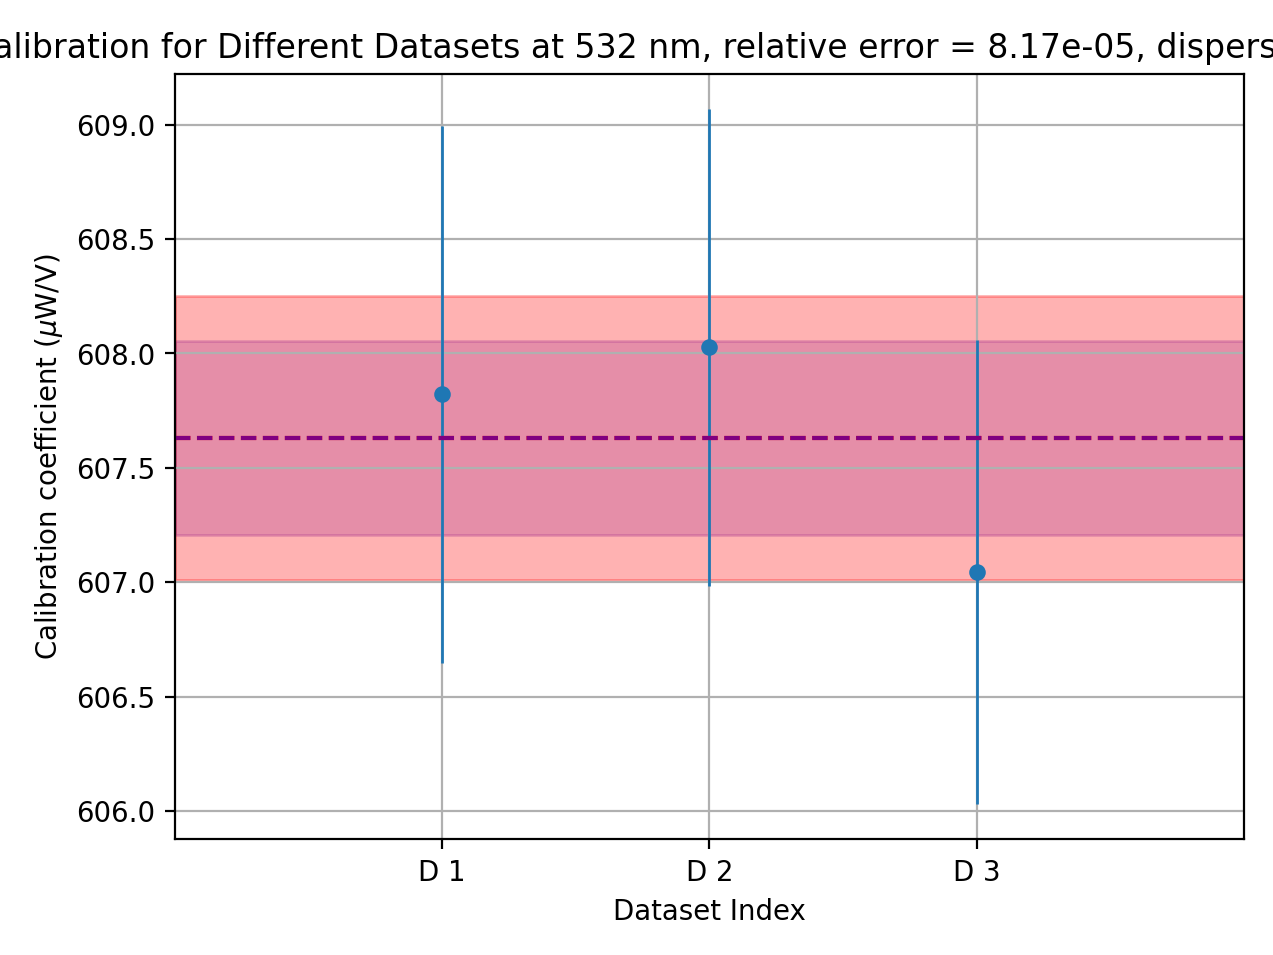 alibration for Different Datasets at 532 nm, relative error = 8.17e-05, dispers
609.0
608.5
608.0
607.5
607.0
606.5
606.0
Calibration coefficient (μW/V)
D 1 D 2 D 3
Dataset Index